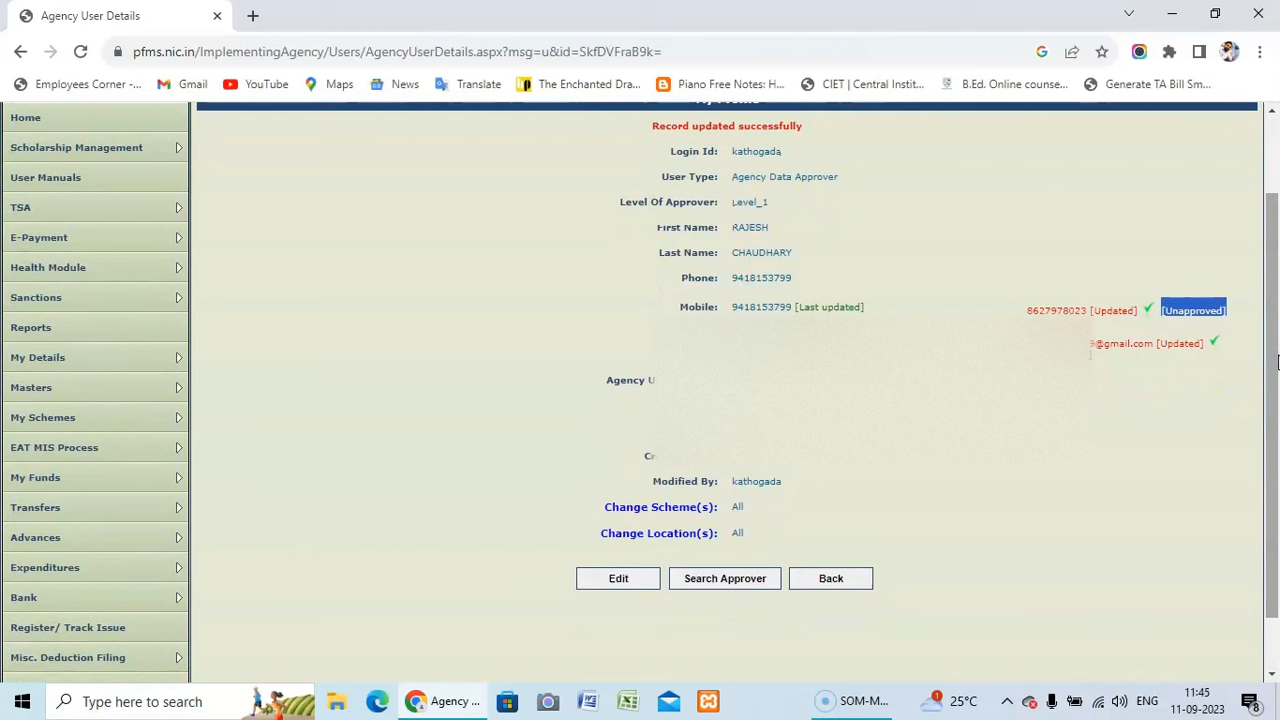 Agency User Details
pfms.nic.in/ImplementingAgency/Users/AgencyUserDetails.aspx?msg=u&id=SkfDVFraB9k=
Employees Corner -... Gmail YouTube Maps News Translate The Enchanted Dra... Piano Free Notes: H... CIET | Central Instit... B.Ed. Online counse... Generate TA Bill Sm...
Home
Scholarship Management
User Manuals
TSA
E-Payment
Health Module
Sanctions
Reports
My Details
Masters
My Schemes
EAT MIS Process
My Funds
Transfers
Advances
Expenditures
Bank
Register/ Track Issue
Misc. Deduction Filing
Record updated successfully
Login Id: kathogada
User Type: Agency Data Approver
Level Of Approver: Level_1
First Name: RAJESH
Last Name: CHAUDHARY
Phone: 9418153799
Mobile: 9418153799 [Last updated] 8627978023 [Updated] [Unapproved]
9@gmail.com [Updated]
Agency U
Cr
Modified By: kathogada
Change Scheme(s): All
Change Location(s): All
Edit Search Approver Back
Type here to search
Agency ...
SOM-M...
1
25°C
ENG
11:45
11-09-2023
8